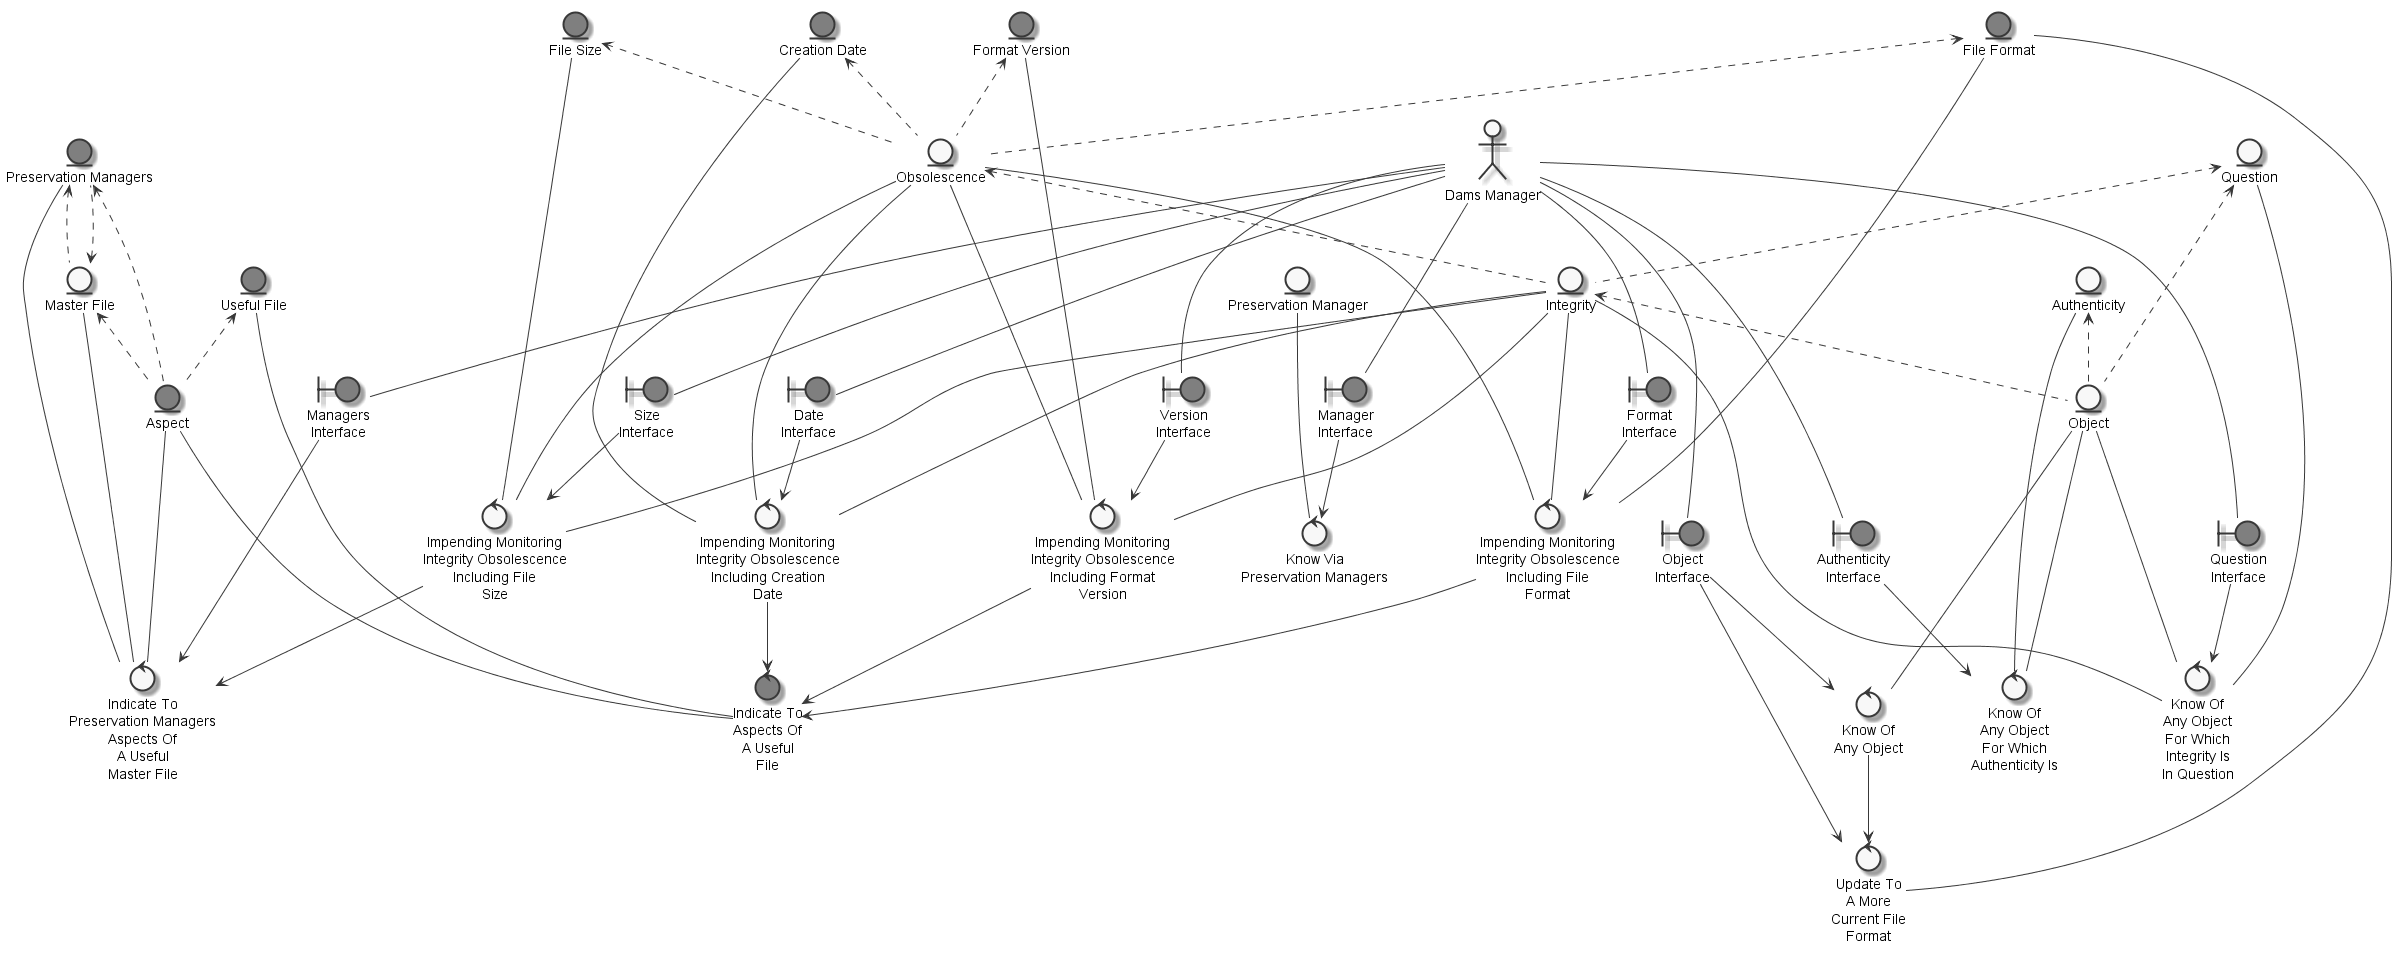 File Size
Creation Date
Format Version
File Format
Preservation Managers
Obsolescence
Dams Manager
Question
Master File
Useful File
Preservation Manager
Integrity
Authenticity
Aspect
Managers
Interface
Size
Interface
Date
Interface
Version
Interface
Manager
Interface
Format
Interface
Object
Impending Monitoring
Integrity Obsolescence
Including File
Size
Impending Monitoring
Integrity Obsolescence
Including Creation
Date
Impending Monitoring
Integrity Obsolescence
Including Format
Version
Know Via
Preservation Managers
Impending Monitoring
Integrity Obsolescence
Including File
Format
Object
Interface
Authenticity
Interface
Question
Interface
Indicate To
Preservation Managers
Aspects Of
A Useful
Master File
Indicate To
Aspects Of
A Useful
File
Know Of
Any Object
Know Of
Any Object
For Which
Authenticity Is
Know Of
Any Object
For Which
Integrity Is
In Question
Update To
A More
Current File
Format